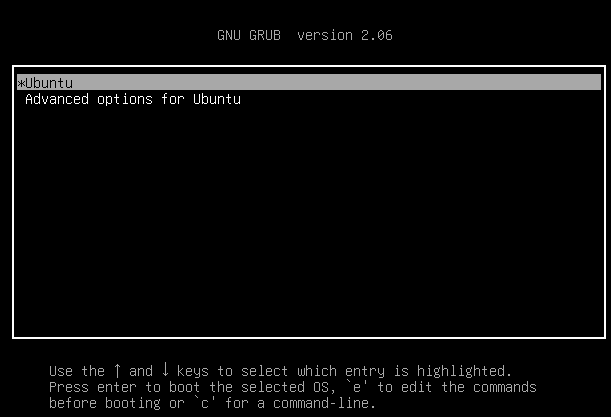 GNU GRUB  version 2.06
*Ubuntu
Advanced options for Ubuntu
Use the ↑ and ↓ keys to select which entry is highlighted.
Press enter to boot the selected OS, `e' to edit the commands
before booting or `c' for a command-line.